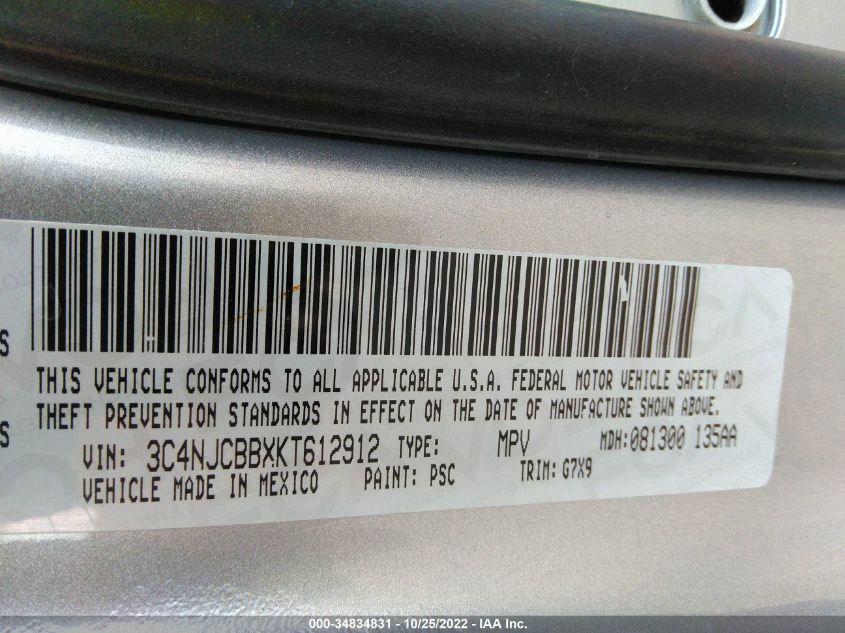 THIS VEHICLE CONFORMS TO ALL APPLICABLE U.S.A. FEDERAL MOTOR VEHICLE SAFETY AND
THEFT PREVENTION STANDARDS IN EFFECT ON THE DATE OF MANUFACTURE SHOWN ABOVE.
VIN: 3C4NJCBBXKT612912 TYPE: MPV MDH:081300 135AA
VEHICLE MADE IN MEXICO PAINT: PSC TRIM: G7X9
000-34834831 - 10/25/2022 - IAA Inc.